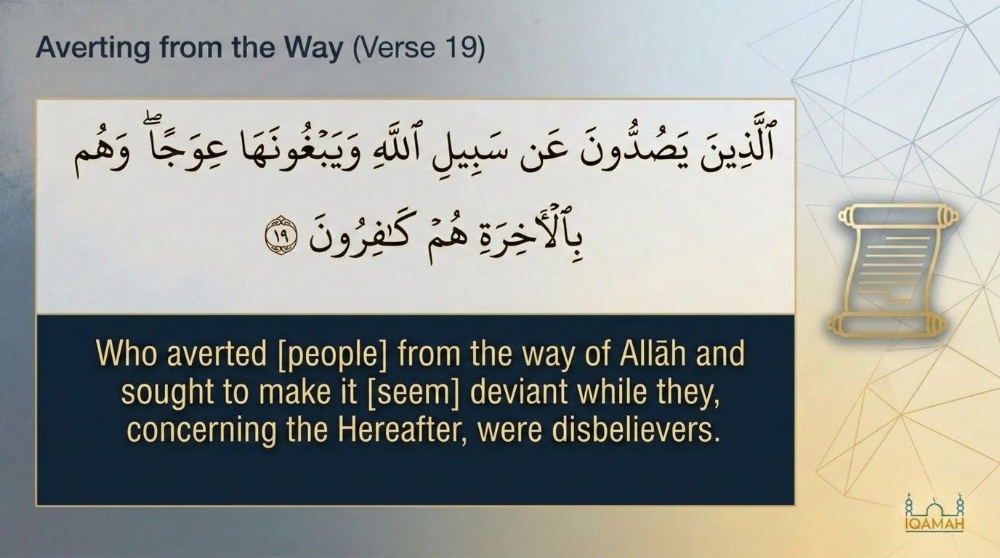 Averting from the Way (Verse 19)
ٱلَّذِينَ يَصُدُّونَ عَن سَبِيلِ ٱللَّهِ وَيَبۡغُونَهَا عِوَجًاۖ وَهُم
بِٱلۡأَخِرَةِ هُمۡ كَـٰفِرُونَ ١٩
Who averted [people] from the way of Allāh and
sought to make it [seem] deviant while they,
concerning the Hereafter, were disbelievers.
IQAMAH